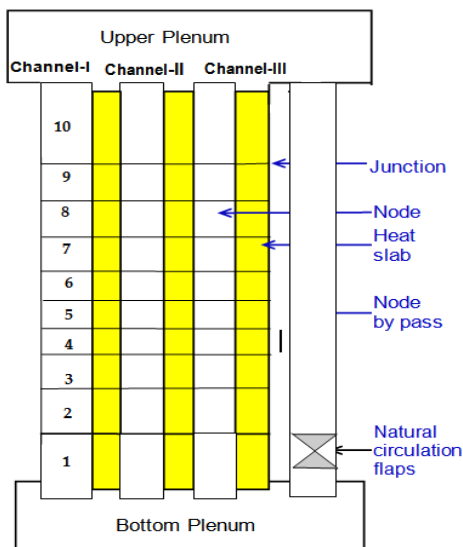 Upper Plenum
Channel-I Channel-II Channel-III
10
9
8
7
6
5
4
3
2
1
Junction
Node
Heat
slab
Node
by pass
I
Natural
circulation
flaps
Bottom Plenum